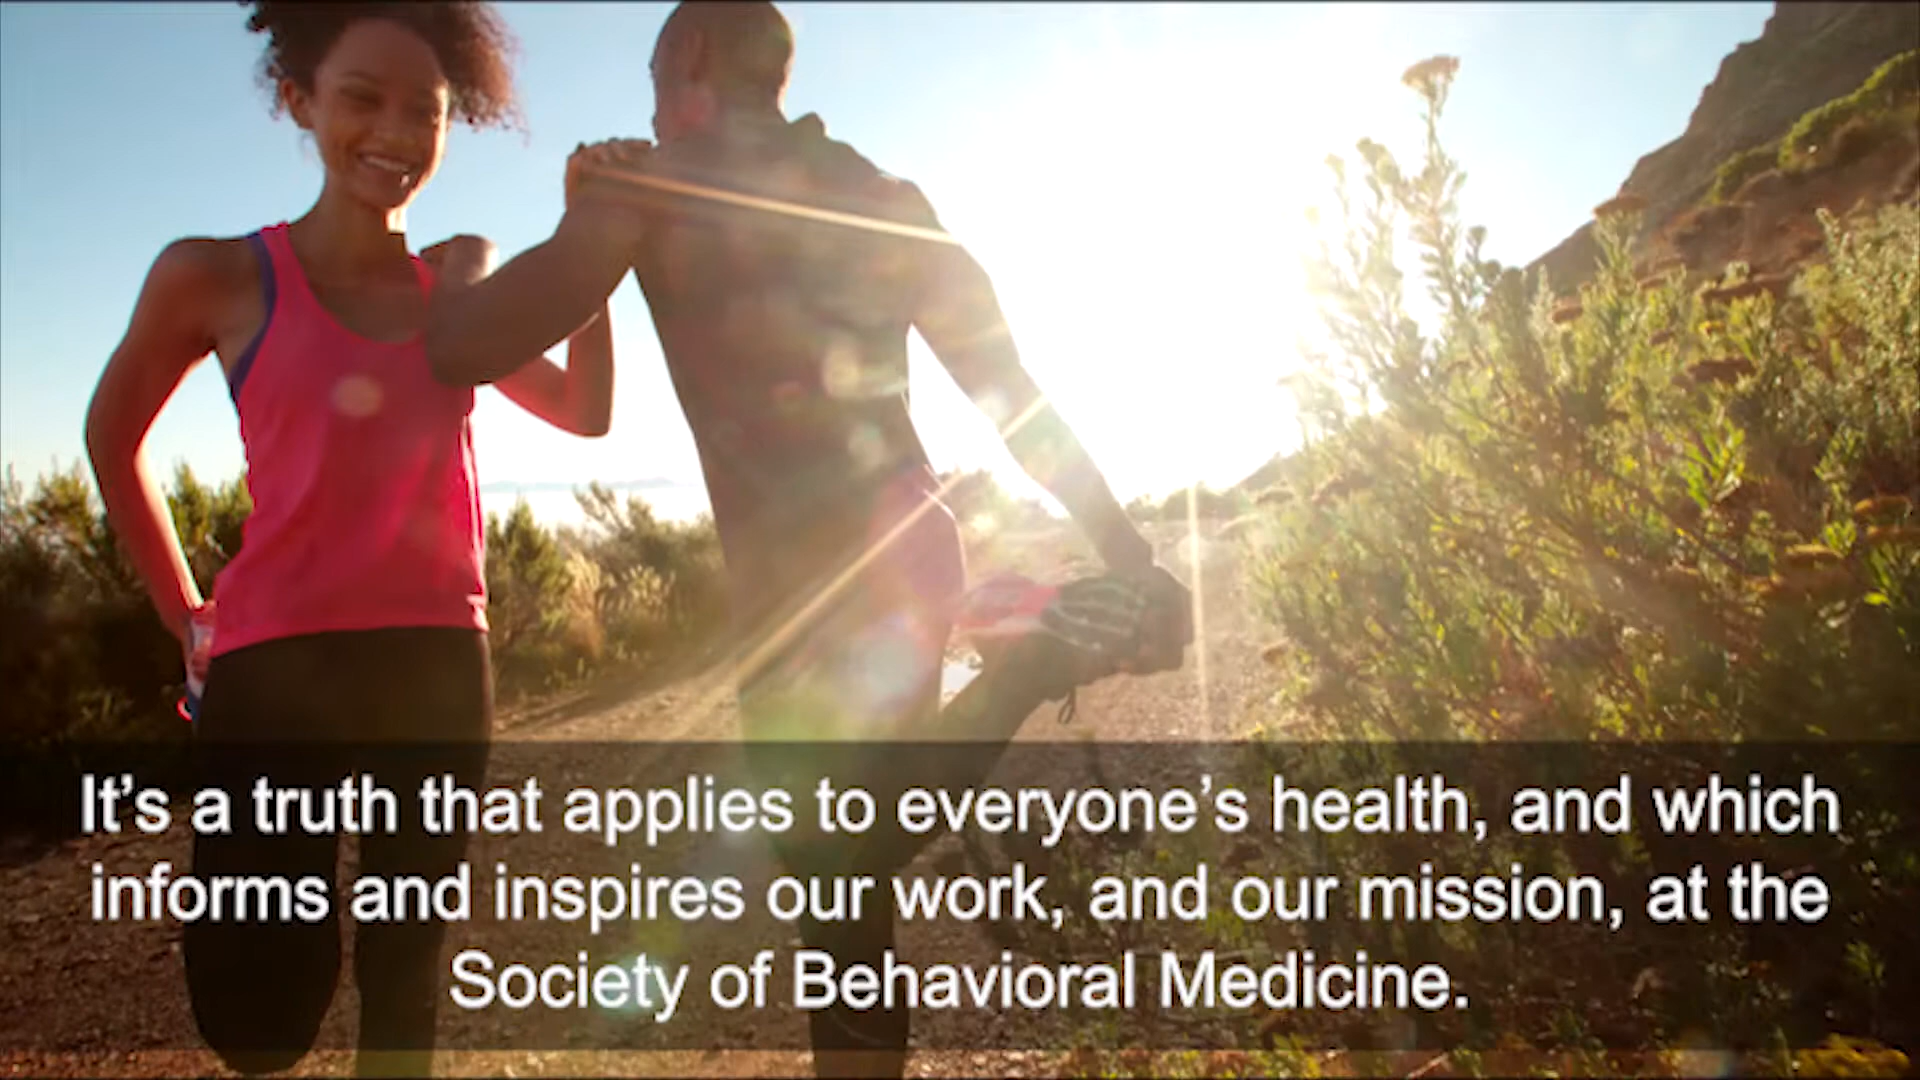 It’s a truth that applies to everyone’s health, and which
informs and inspires our work, and our mission, at the
Society of Behavioral Medicine.